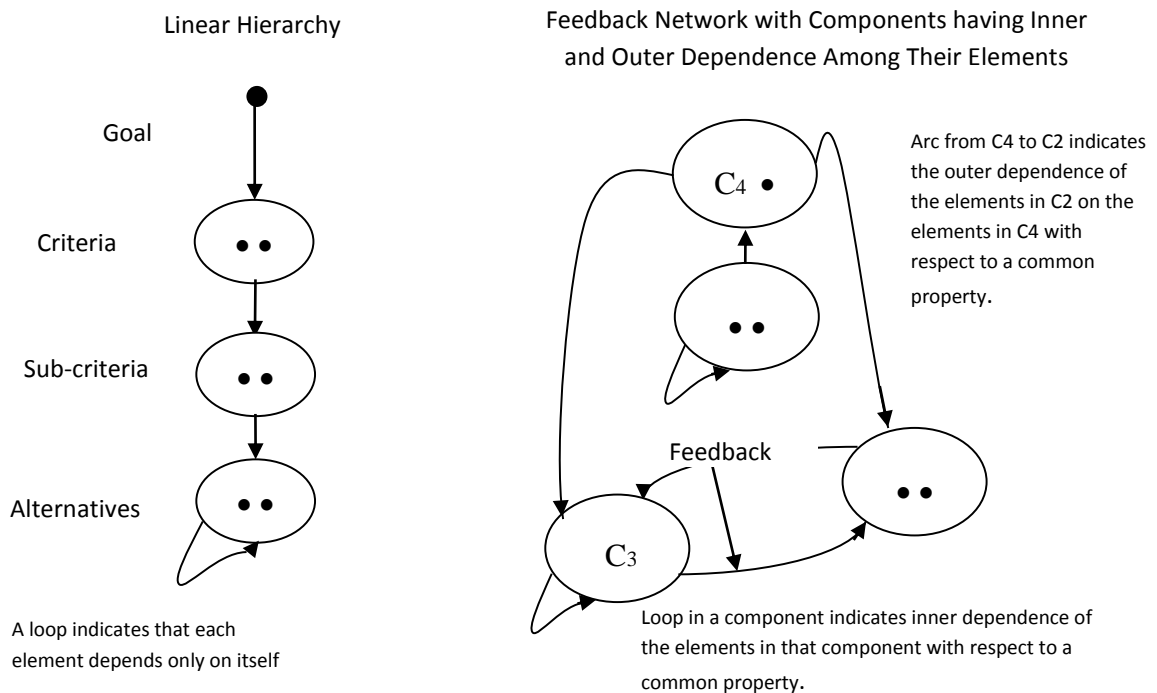 Linear Hierarchy
Goal
Criteria
Sub-criteria
Alternatives
A loop indicates that each
element depends only on itself
Feedback Network with Components having Inner
and Outer Dependence Among Their Elements
C4
Arc from C4 to C2 indicates
the outer dependence of
the elements in C2 on the
elements in C4 with
respect to a common
property.
Feedback
C3
Loop in a component indicates inner dependence of
the elements in that component with respect to a
common property.